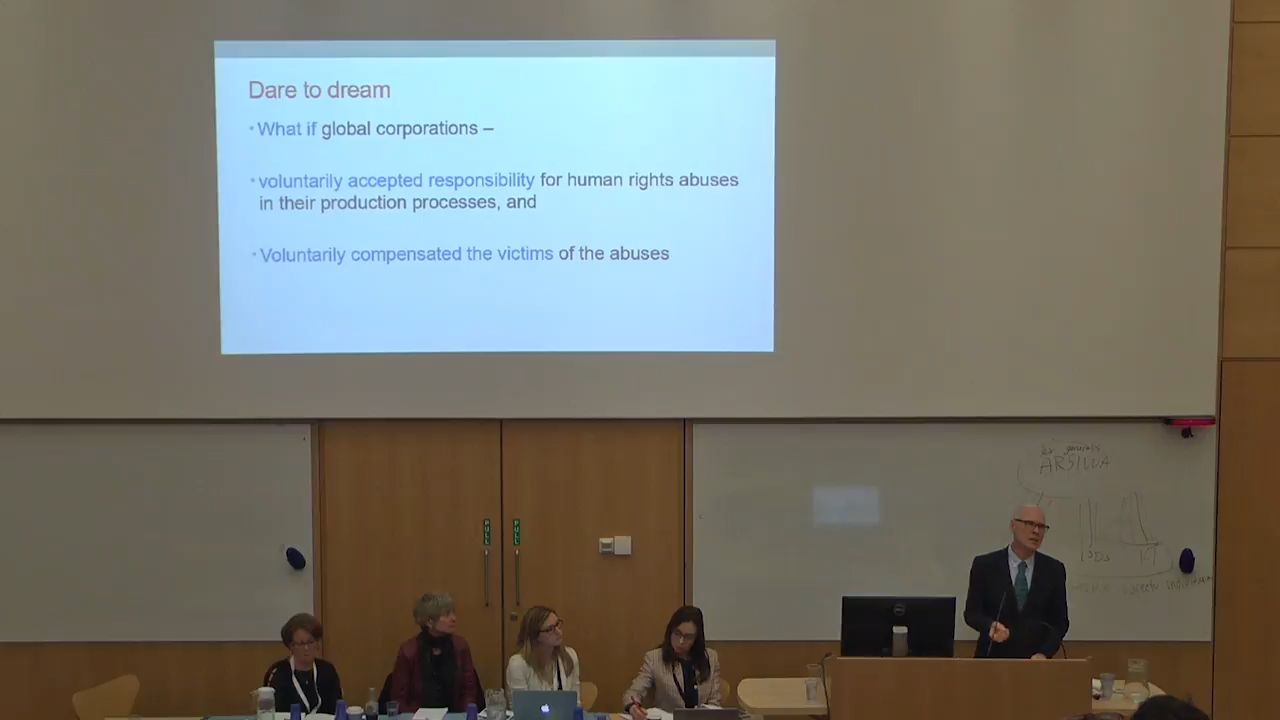 Dare to dream
• What if global corporations –
• voluntarily accepted responsibility for human rights abuses
in their production processes, and
• Voluntarily compensated the victims of the abuses
PULL
PULL
DELL